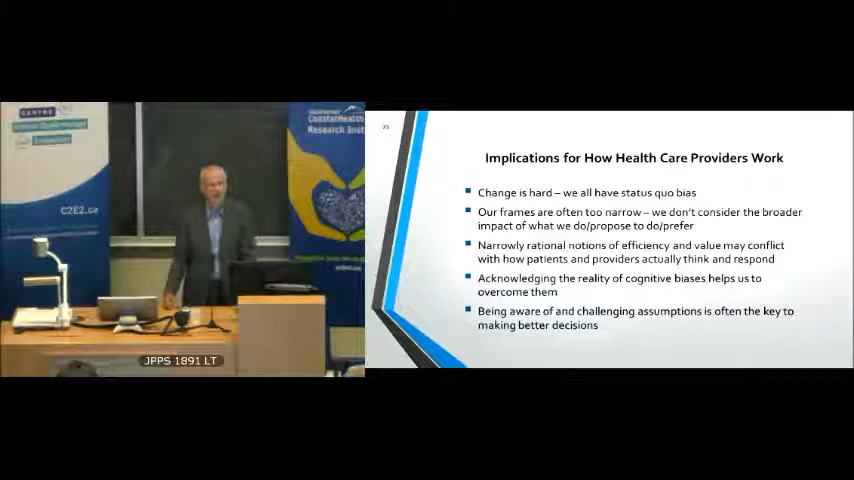 CENTRE
C2E2.ca
CoastalHealth
Research Inst
JPPS 1891 LT
22
Implications for How Health Care Providers Work
Change is hard – we all have status quo bias
Our frames are often too narrow – we don't consider the broader
impact of what we do/propose to do/prefer
Narrowly rational notions of efficiency and value may conflict
with how patients and providers actually think and respond
Acknowledging the reality of cognitive biases helps us to
overcome them
Being aware of and challenging assumptions is often the key to
making better decisions